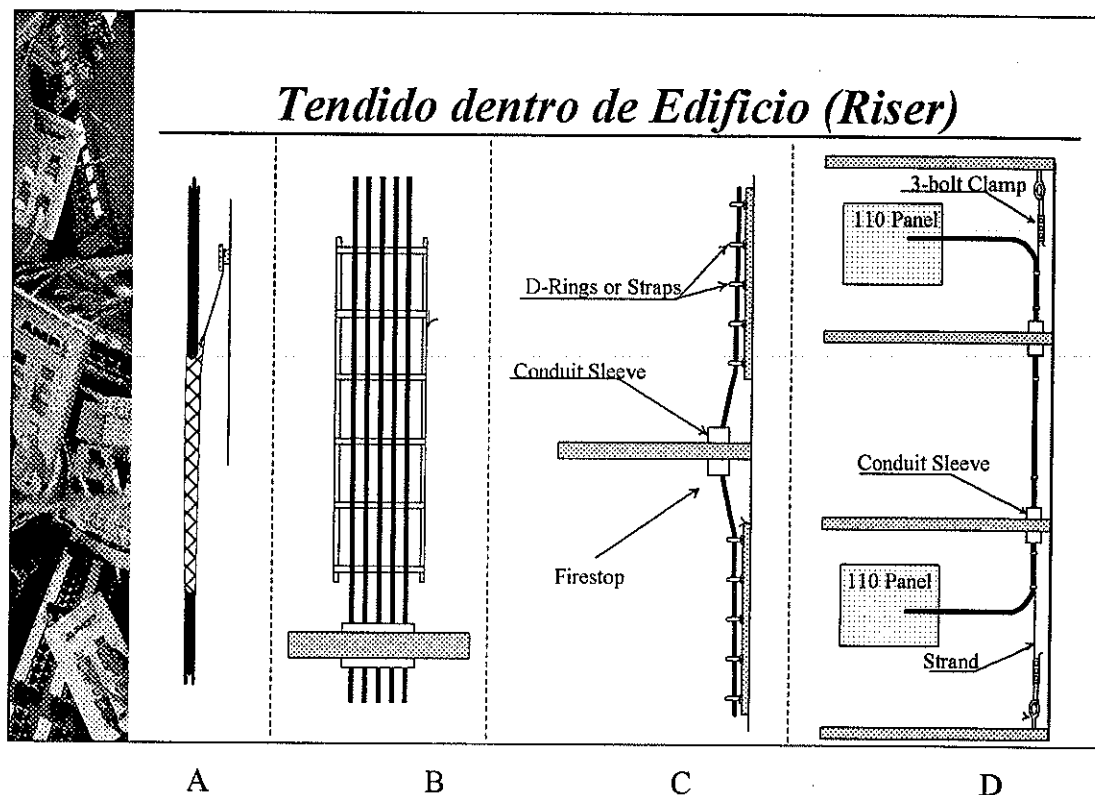 Tendido dentro de Edificio (Riser)
D-Rings or Straps
Conduit Sleeve
Firestop
3-bolt Clamp
110 Panel
Conduit Sleeve
110 Panel
Strand
A B C D